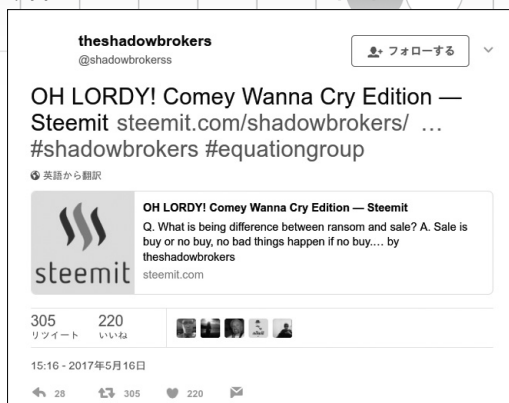 theshadowbrokers
@shadowbrokerss
フォローする
OH LORDY! Comey Wanna Cry Edition —
Steemit steemit.com/shadowbrokers/ …
#shadowbrokers #equationgroup
英語から翻訳
steemit
OH LORDY! Comey Wanna Cry Edition — Steemit
Q. What is being difference between ransom and sale? A. Sale is
buy or no buy, no bad things happen if no buy.... by
theshadowbrokers
steemit.com
305 220
リツイート いいね
15:16 - 2017年5月16日
28 305 220